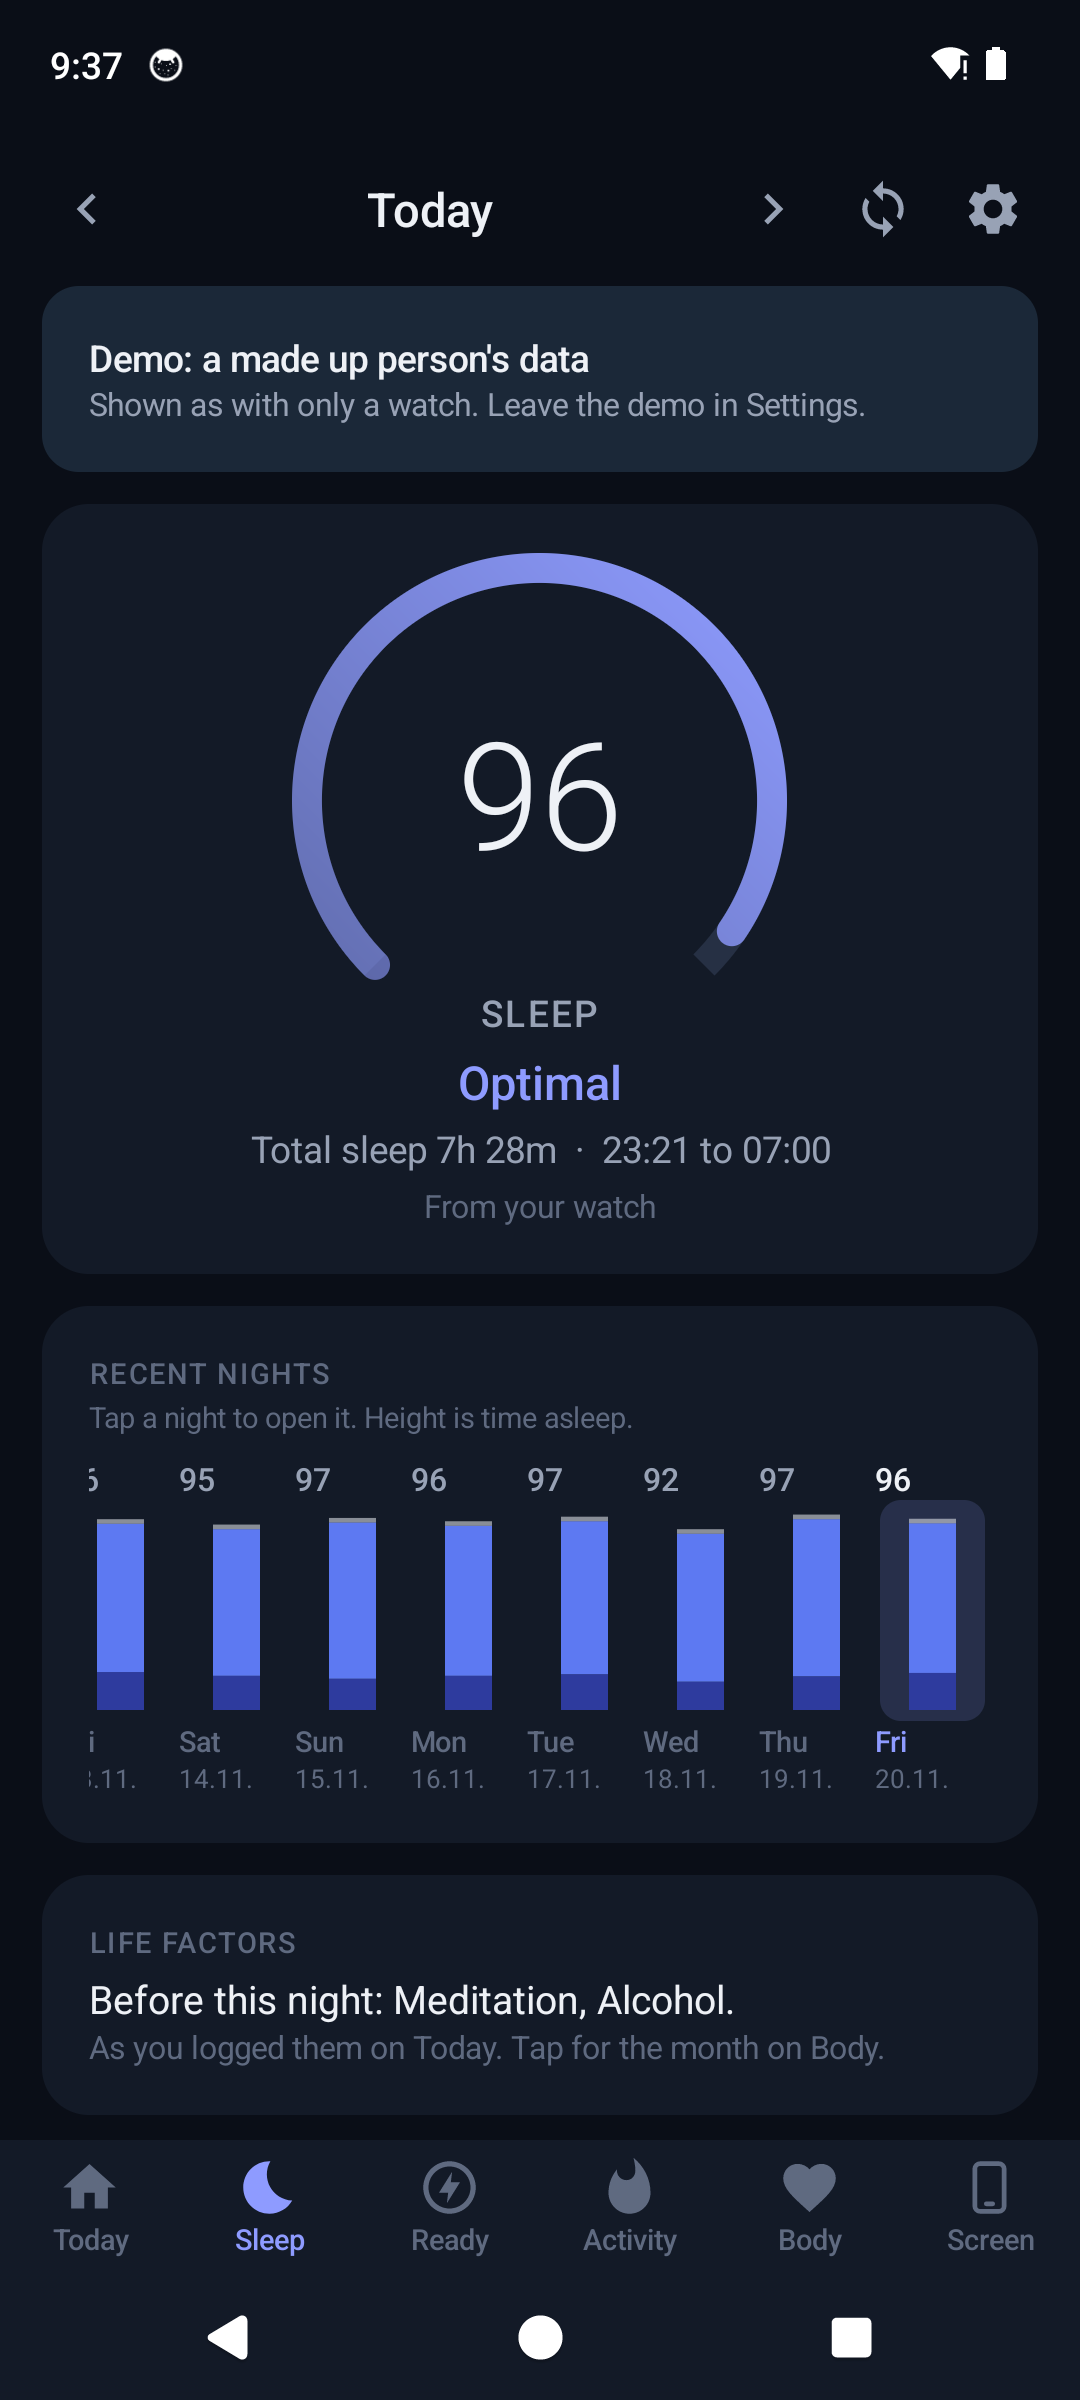 9:37
Today
Demo: a made up person's data
Shown as with only a watch. Leave the demo in Settings.
96
SLEEP
Optimal
Total sleep 7h 28m · 23:21 to 07:00
From your watch
RECENT NIGHTS
Tap a night to open it. Height is time asleep.
95 97 96 97 92 97 96
Sat Sun Mon Tue Wed Thu Fri
.11. 14.11. 15.11. 16.11. 17.11. 18.11. 19.11. 20.11.
LIFE FACTORS
Before this night: Meditation, Alcohol.
As you logged them on Today. Tap for the month on Body.
Today Sleep Ready Activity Body Screen